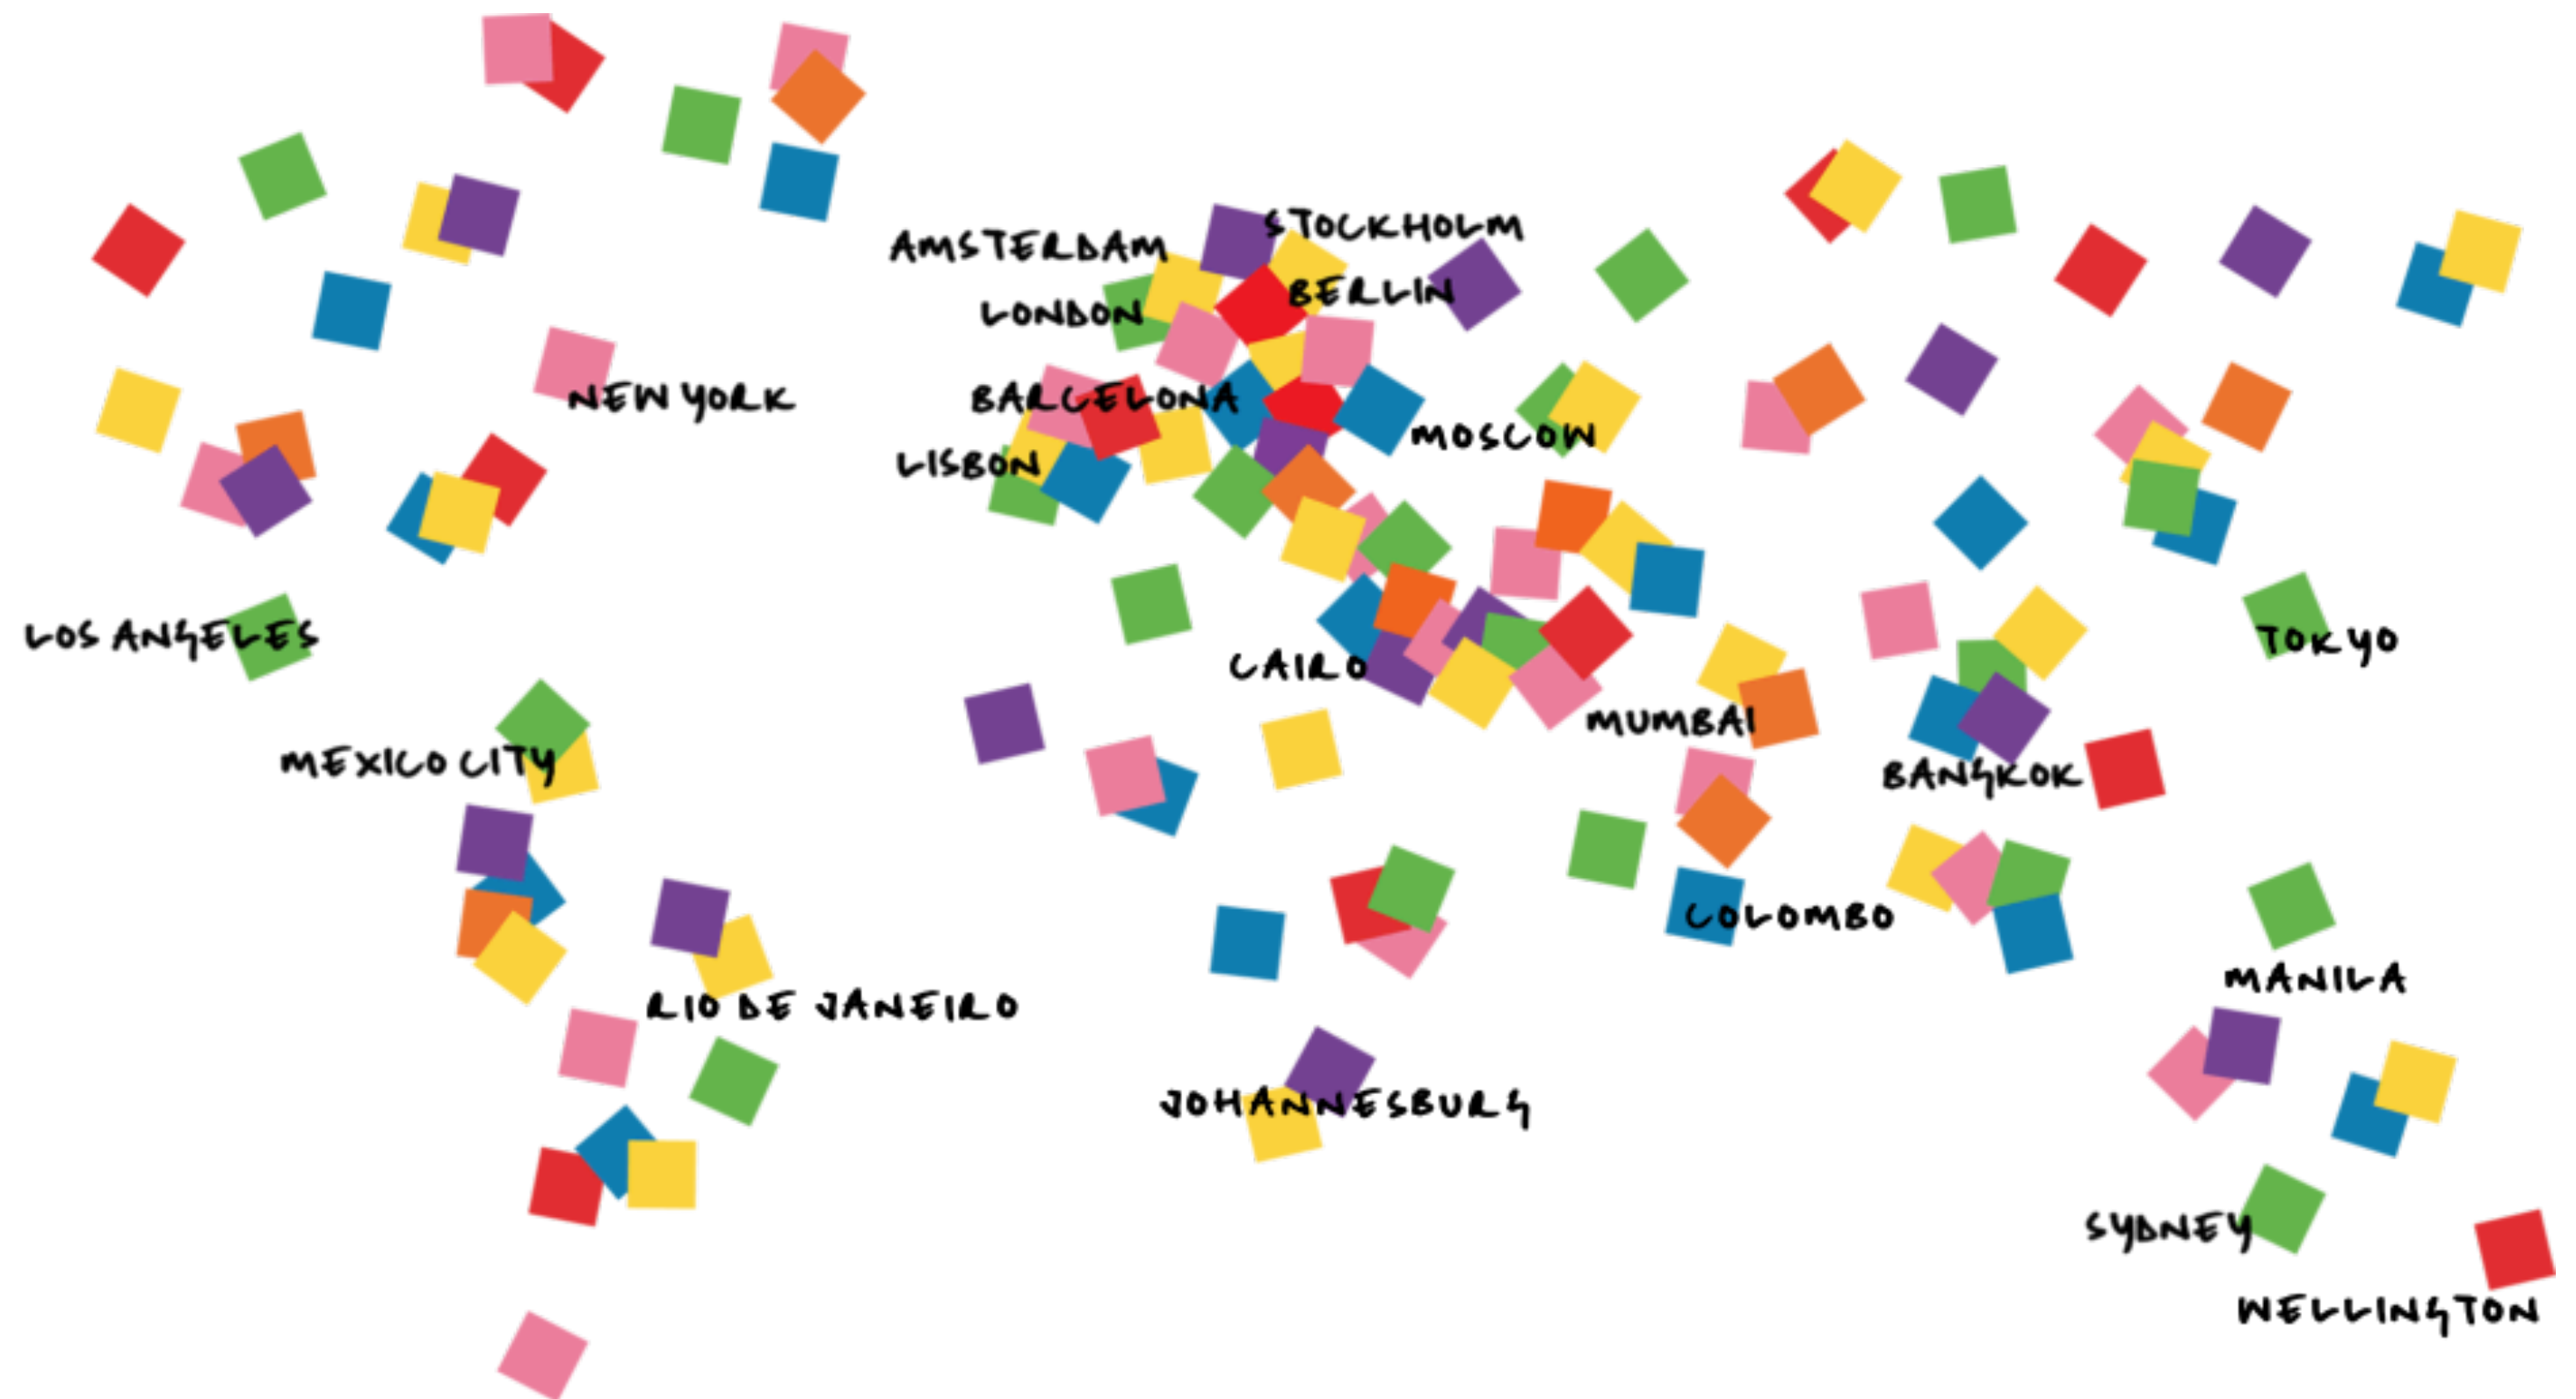 STOCKHOLM
AMSTERDAM
BERLIN
LONDON
NEW YORK
BARCELONA
MOSCOW
LISBON
LOS ANGELES
TOKYO
CAIRO
MUMBAI
MEXICO CITY
BANGKOK
COLOMBO
MANILA
RIO DE JANEIRO
JOHANNESBURG
SYDNEY
WELLINGTON